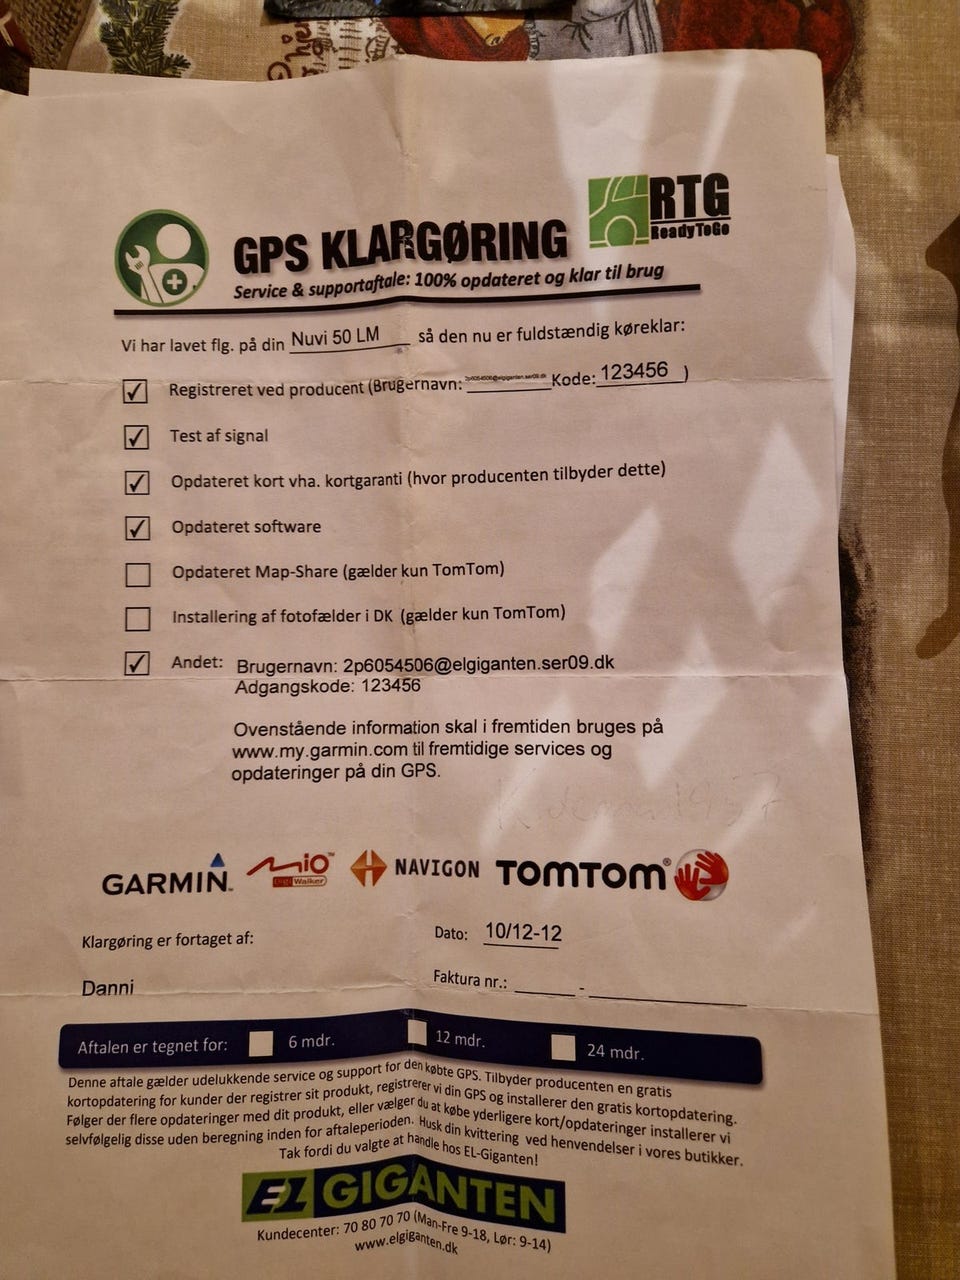 RTG
ReadyToGo
GPS KLARGØRING
Service & supportaftale: 100% opdateret og klar til brug
Vi har lavet flg. på din Nuvi 50 LM så den nu er fuldstændig køreklar:
☑ Registreret ved producent (Brugernavn: 2p6054506@elgiganten.ser09.dk Kode: 123456 )
☑ Test af signal
☑ Opdateret kort vha. kortgaranti (hvor producenten tilbyder dette)
☑ Opdateret software
☐ Opdateret Map-Share (gælder kun TomTom)
☐ Installering af fotofælder i DK (gælder kun TomTom)
☑ Andet: Brugernavn: 2p6054506@elgiganten.ser09.dk
Adgangskode: 123456
Ovenstående information skal i fremtiden bruges på
www.my.garmin.com til fremtidige services og
opdateringer på din GPS.
GARMIN™ Mio™ DigiWalker NAVIGON TOMTOM®
Klargøring er fortaget af: Dato: 10/12-12
Danni Faktura nr.: ______ - ______
Aftalen er tegnet for: ☐ 6 mdr. ☐ 12 mdr. ☐ 24 mdr.
Denne aftale gælder udelukkende service og support for den købte GPS. Tilbyder producenten en gratis
kortopdatering for kunder der registrer sit produkt, registrerer vi din GPS og installerer den gratis kortopdatering.
Følger der flere opdateringer med dit produkt, eller vælger du at købe yderligere kort/opdateringer installerer vi
selvfølgelig disse uden beregning inden for aftaleperioden. Husk din kvittering ved henvendelser i vores butikker.
Tak fordi du valgte at handle hos EL-Giganten!
EL GIGANTEN
Kundecenter: 70 80 70 70 (Man-Fre 9-18, Lør: 9-14)
www.elgiganten.dk